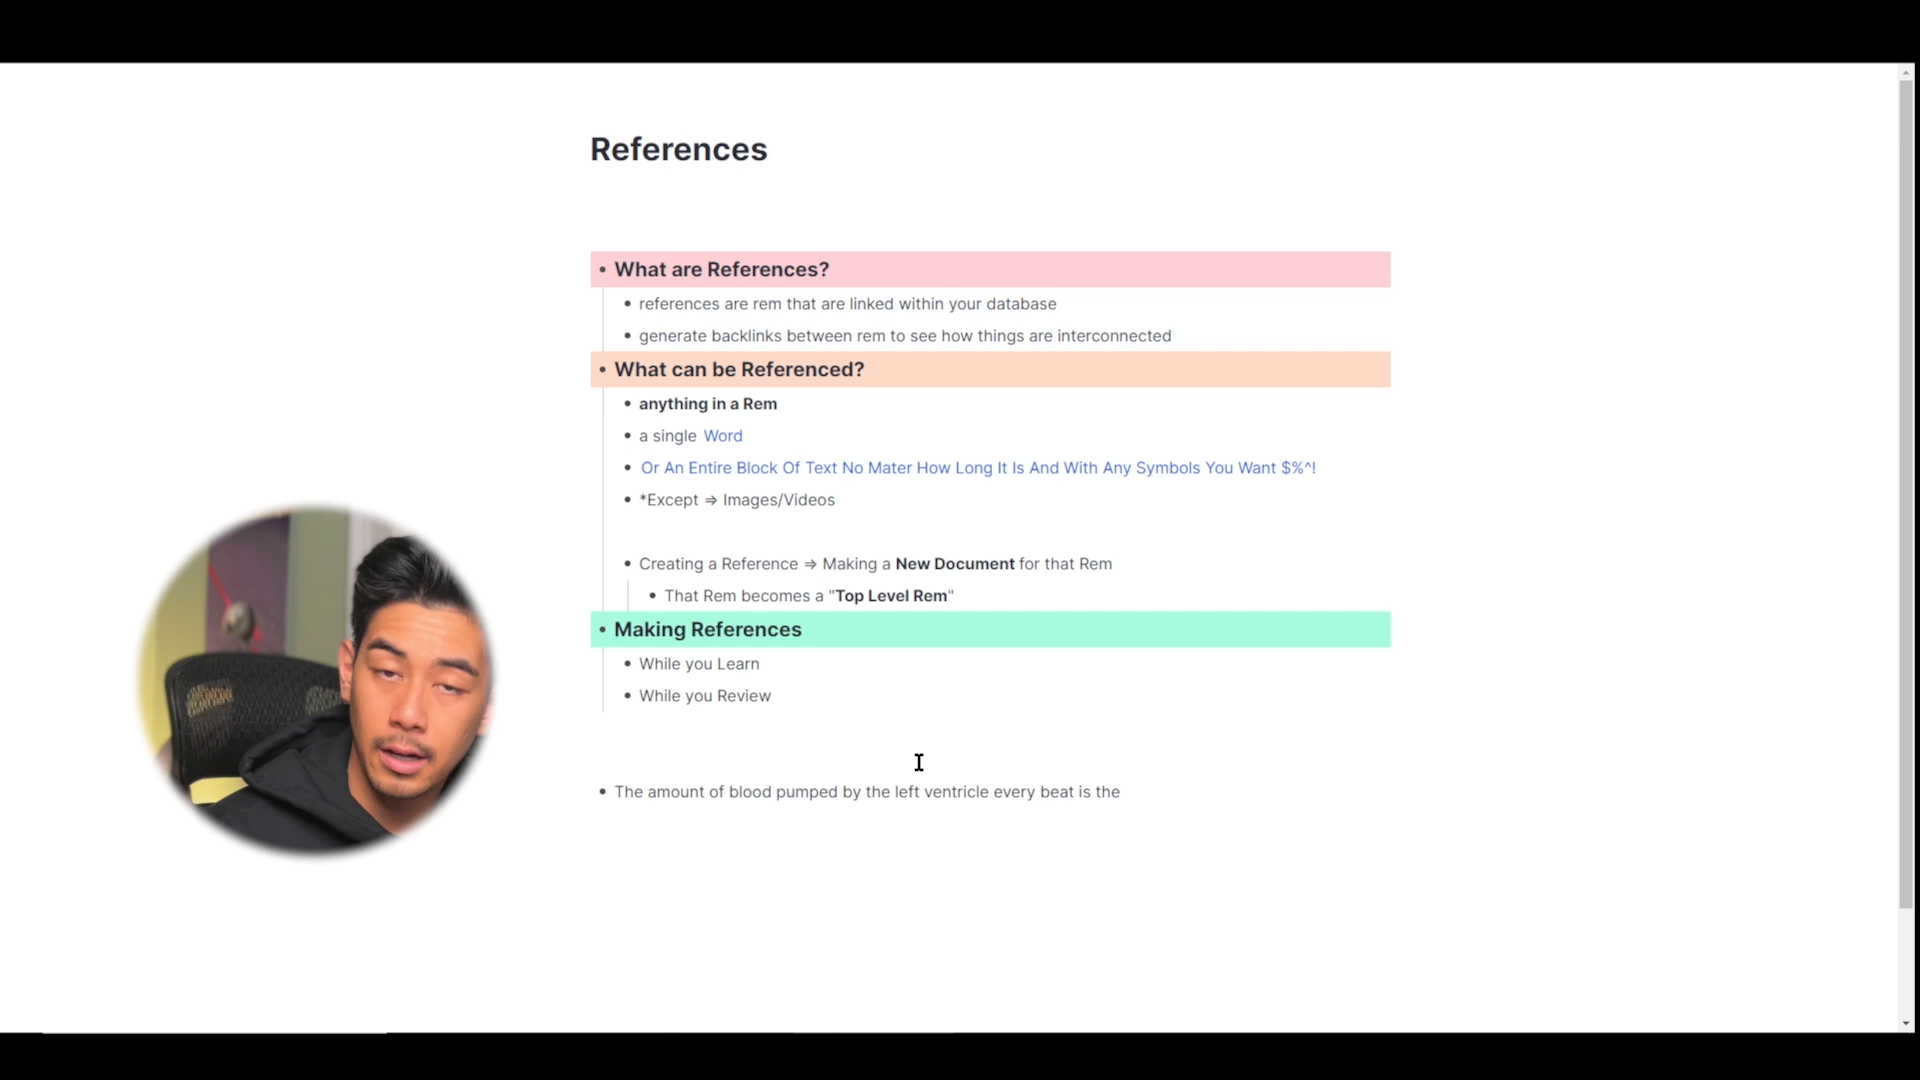 References
• What are References?
• references are rem that are linked within your database
• generate backlinks between rem to see how things are interconnected
• What can be Referenced?
• anything in a Rem
• a single Word
• Or An Entire Block Of Text No Mater How Long It Is And With Any Symbols You Want $%^!
• *Except ⇒ Images/Videos
• Creating a Reference ⇒ Making a New Document for that Rem
• That Rem becomes a "Top Level Rem"
• Making References
• While you Learn
• While you Review
• The amount of blood pumped by the left ventricle every beat is the